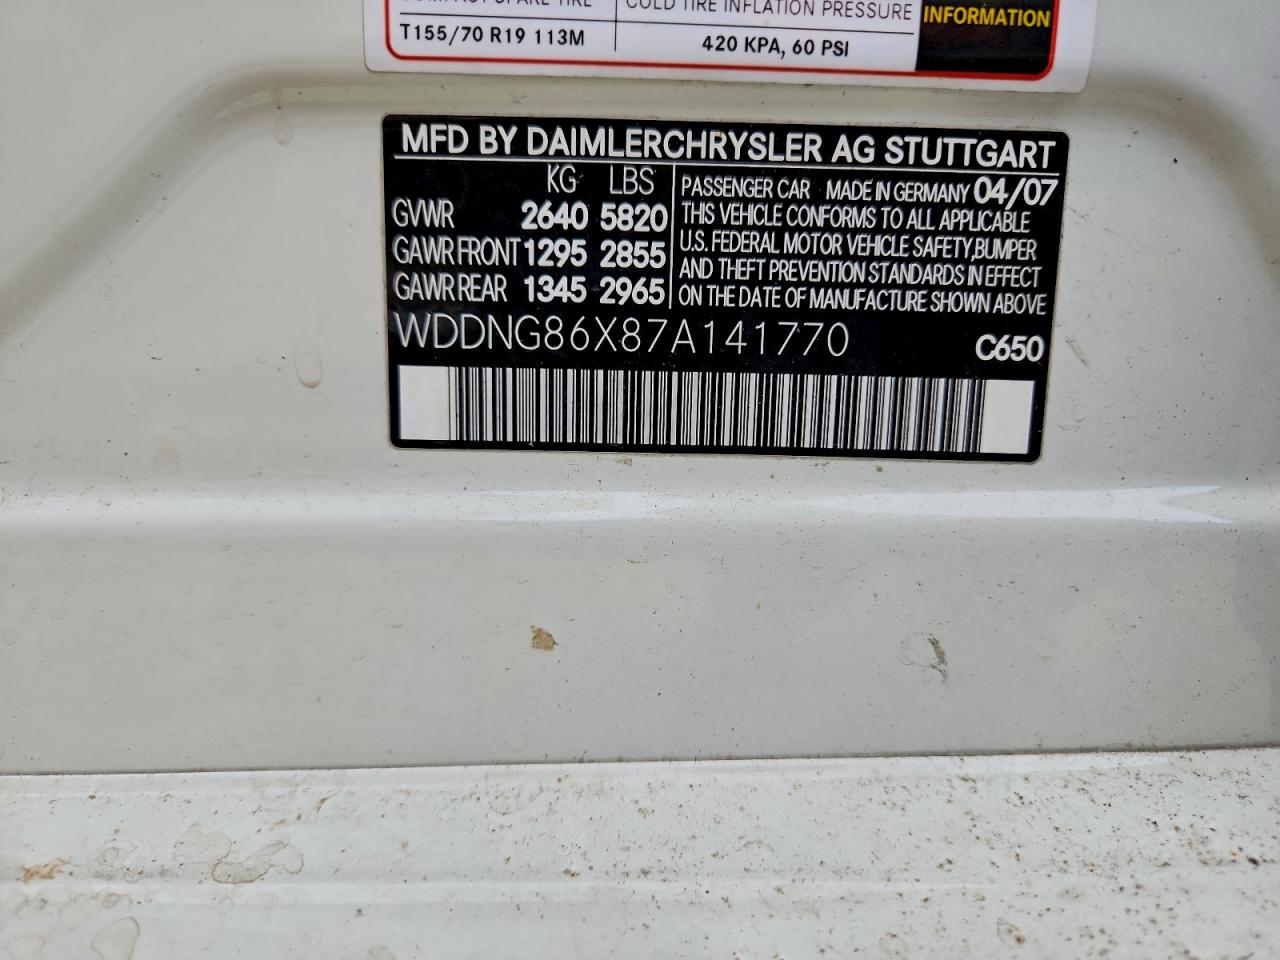 COMPACT SPARE TIRE COLD TIRE INFLATION PRESSURE
INFORMATION
T155/70 R19 113M 420 KPA, 60 PSI
MFD BY DAIMLERCHRYSLER AG STUTTGART
KG LBS
GVWR 2640 5820
GAWR FRONT 1295 2855
GAWR REAR 1345 2965
PASSENGER CAR MADE IN GERMANY 04/07
THIS VEHICLE CONFORMS TO ALL APPLICABLE
U.S. FEDERAL MOTOR VEHICLE SAFETY,BUMPER
AND THEFT PREVENTION STANDARDS IN EFFECT
ON THE DATE OF MANUFACTURE SHOWN ABOVE
WDDNG86X87A141770
C650